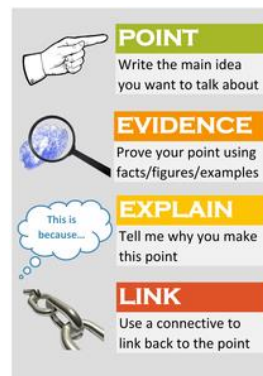 POINT
Write the main idea
you want to talk about
EVIDENCE
Prove your point using
facts/figures/examples
This is
because...
EXPLAIN
Tell me why you make
this point
LINK
Use a connective to
link back to the point